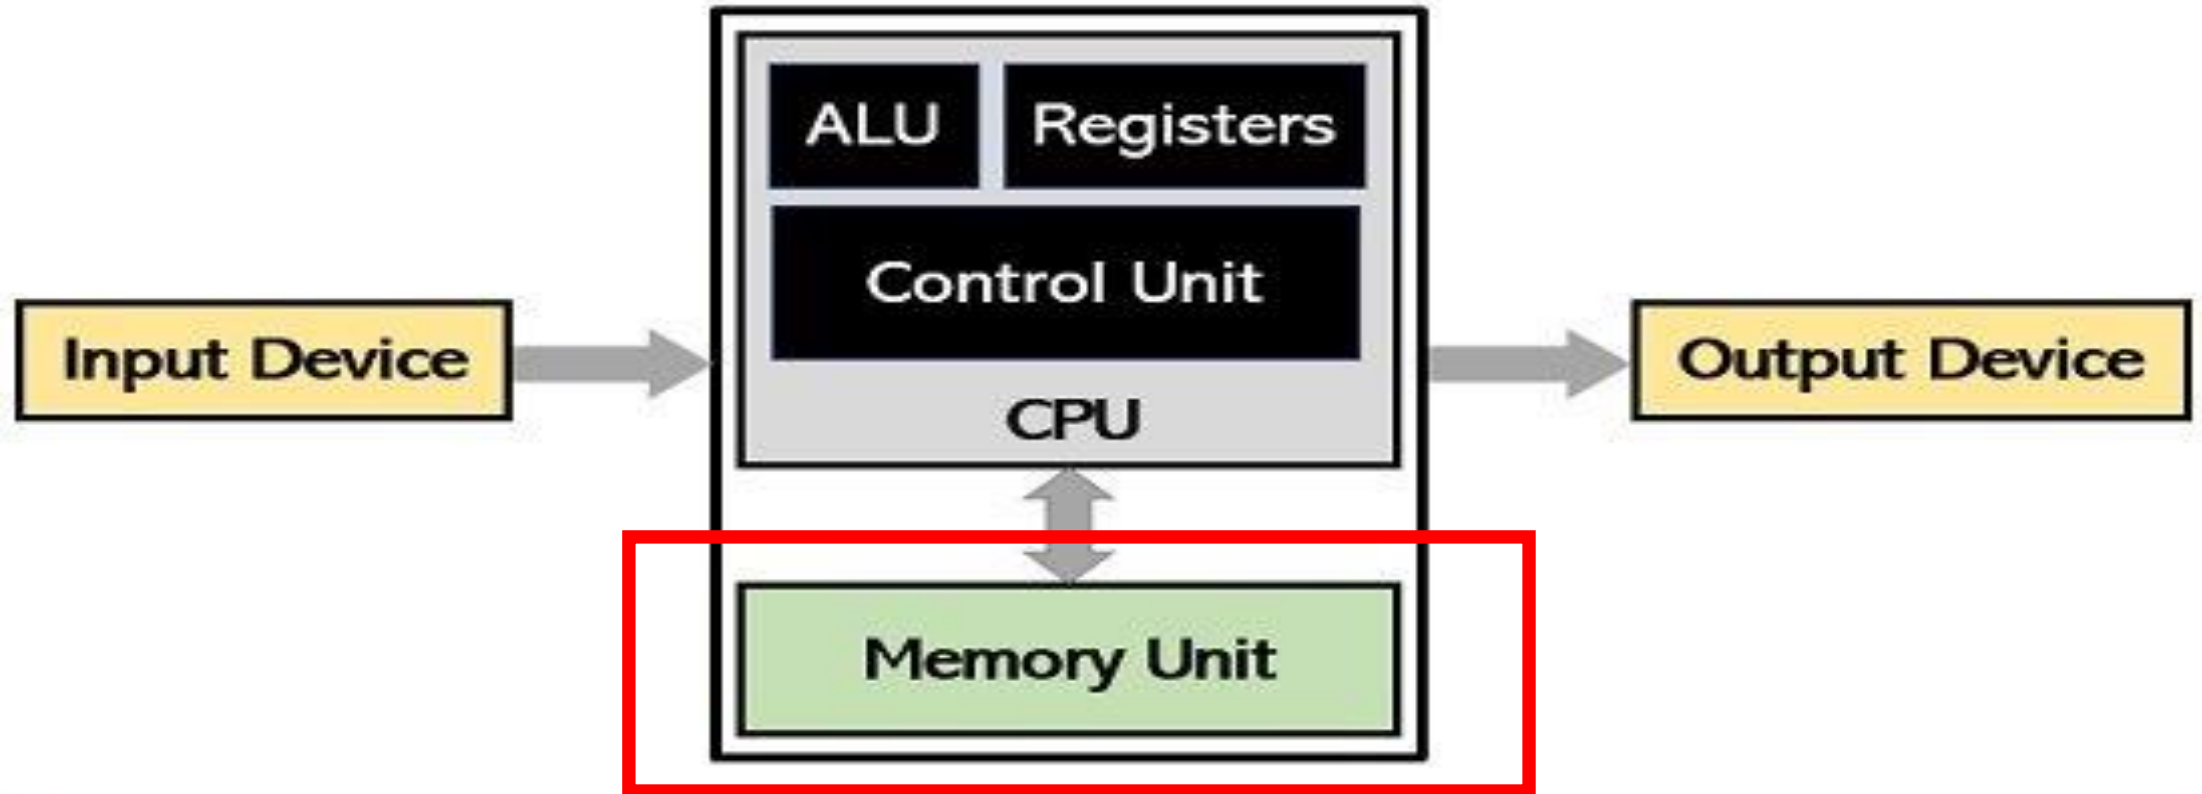 ALU
Registers
Control Unit
Input Device
Output Device
CPU
Memory Unit